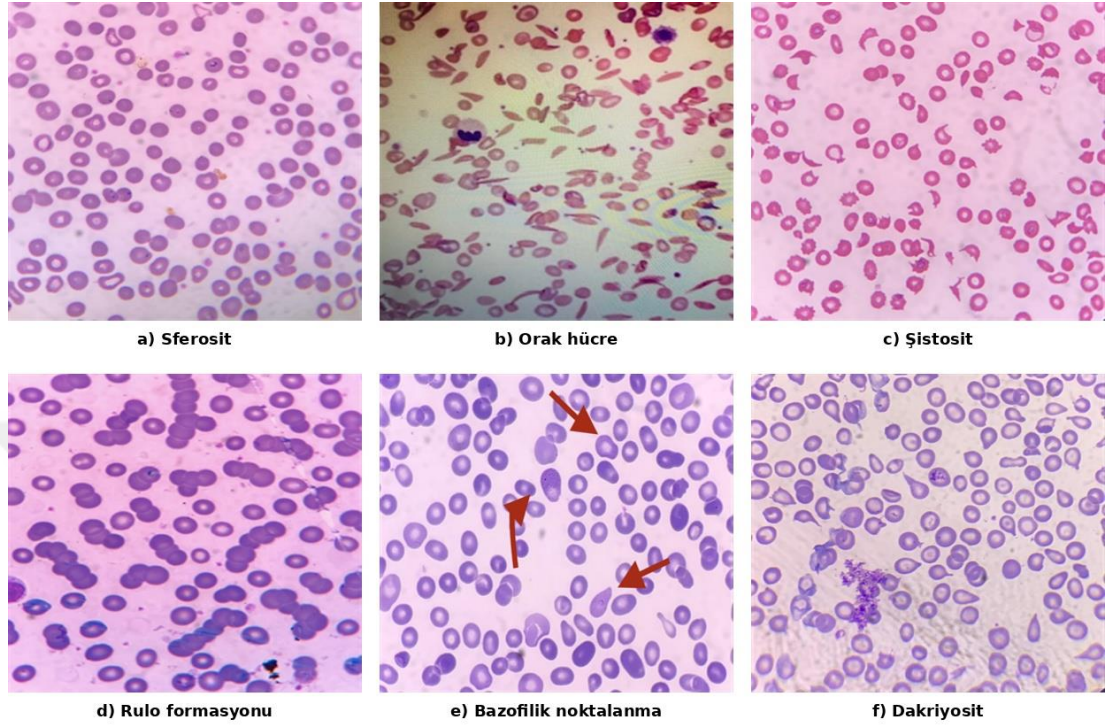 a) Sferosit
b) Orak hücre
c) Şistosit
d) Rulo formasyonu
e) Bazofilik noktalanma
f) Dakriyosit